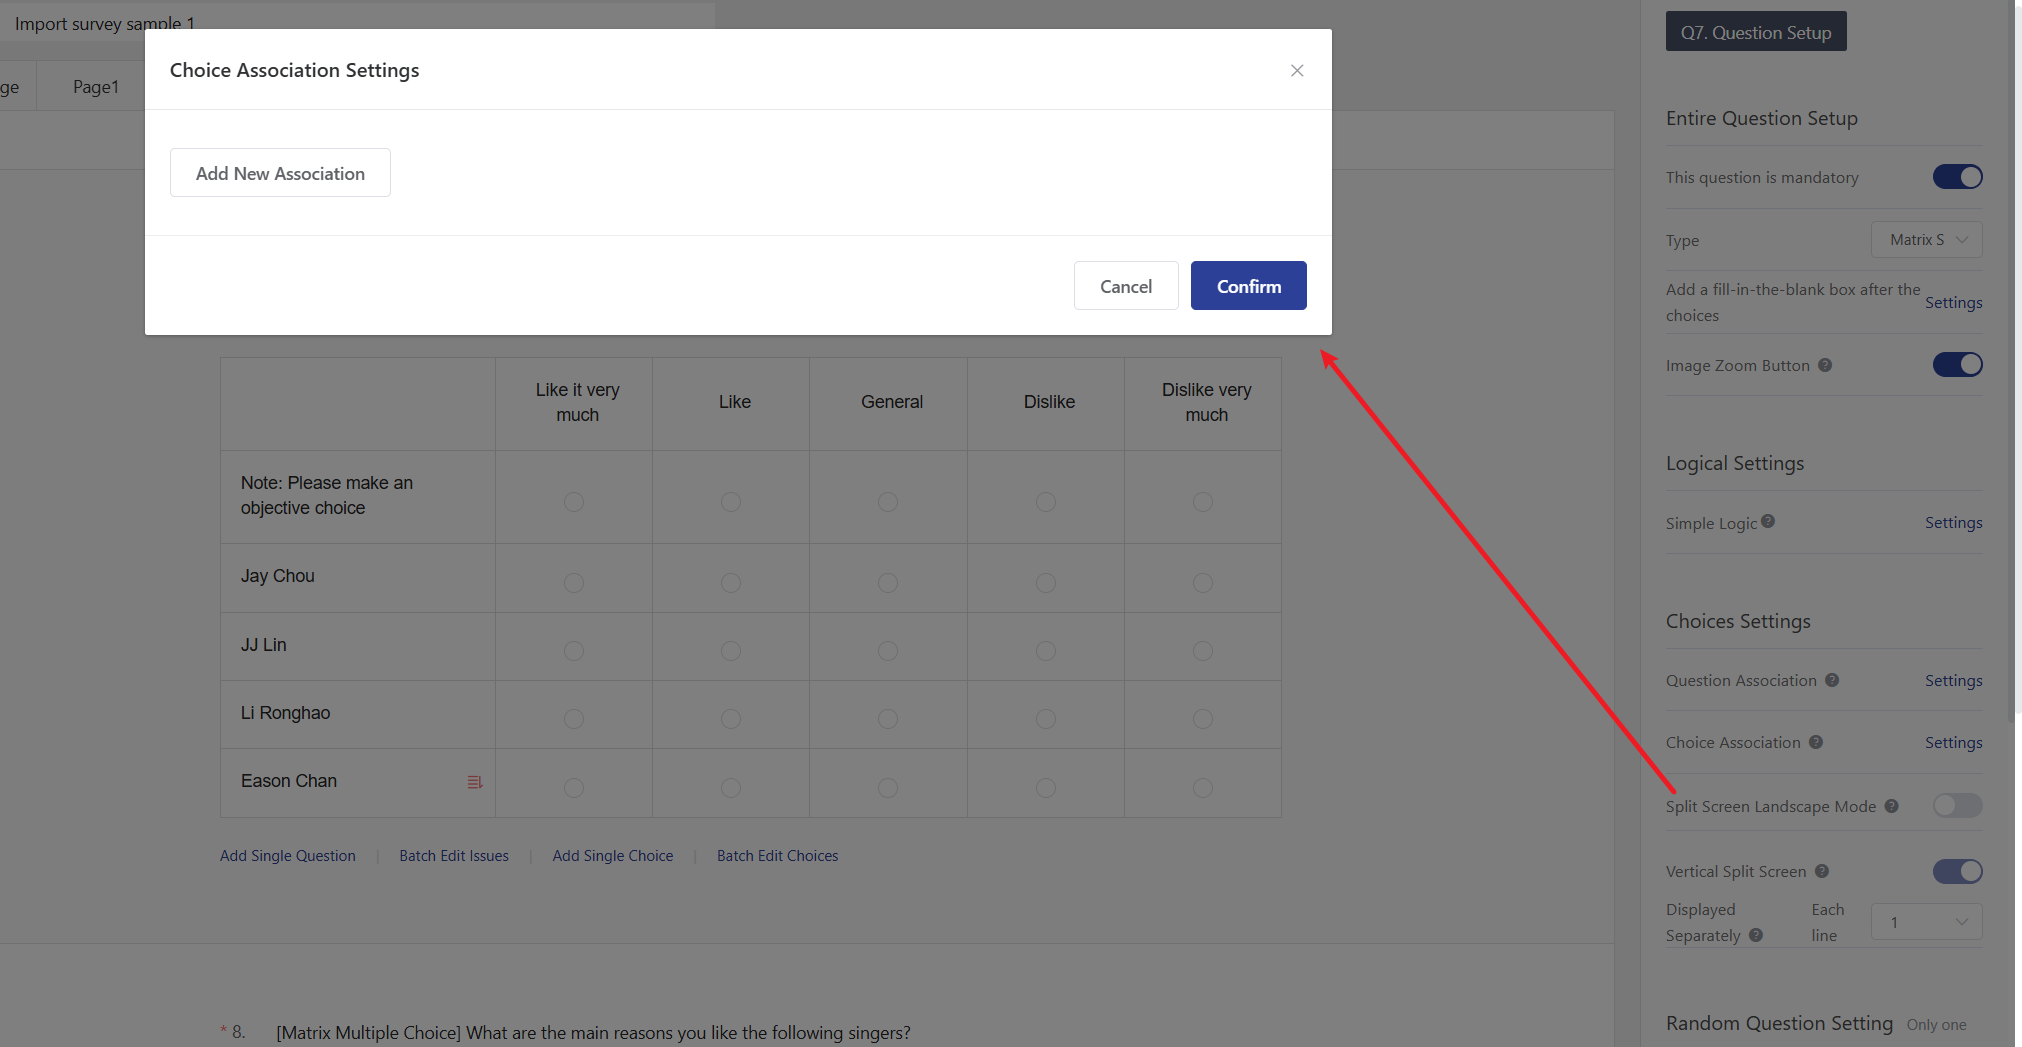 Import survey sample 1
ge
Page1
Choice Association Settings
Add New Association
Cancel
Confirm
Like it very
much
Like
General
Dislike
Dislike very
much
Note: Please make an
objective choice
Jay Chou
JJ Lin
Li Ronghao
Eason Chan
Add Single Question | Batch Edit Issues | Add Single Choice | Batch Edit Choices
* 8. [Matrix Multiple Choice] What are the main reasons you like the following singers?
Q7. Question Setup
Entire Question Setup
This question is mandatory
Type
Matrix S
Add a fill-in-the-blank box after the
choices
Settings
Image Zoom Button ?
Logical Settings
Simple Logic ?
Settings
Choices Settings
Question Association ?
Settings
Choice Association ?
Settings
Split Screen Landscape Mode ?
Vertical Split Screen ?
Displayed
Separately ?
Each
line
1
Random Question Setting Only one